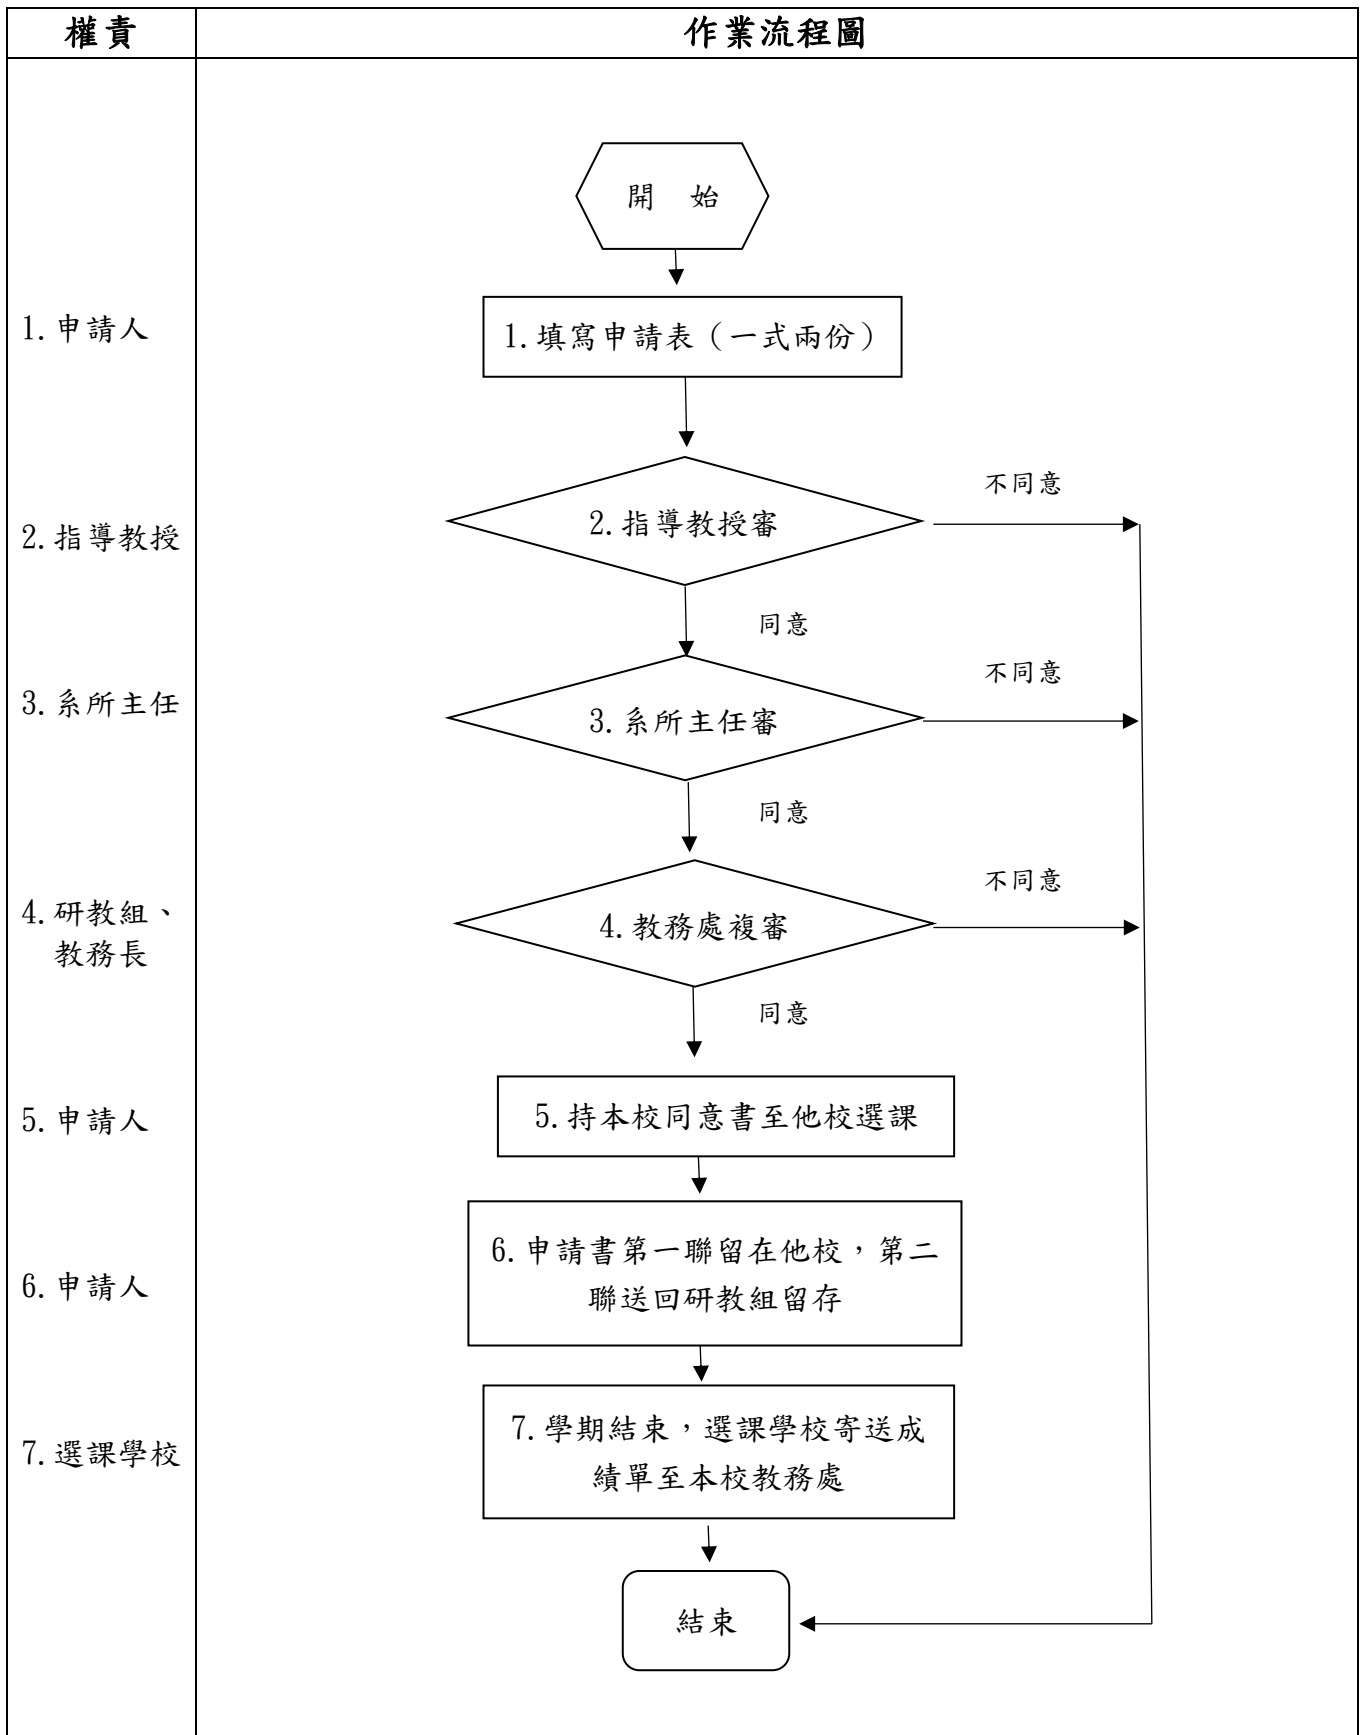 權責
作業流程圖
開　始
1.申請人
1.填寫申請表（一式兩份）
不同意
2.指導教授
2.指導教授審
同意
不同意
3.系所主任
3.系所主任審
同意
不同意
4.研教組、
教務長
4.教務處複審
同意
5.申請人
5.持本校同意書至他校選課
6.申請書第一聯留在他校，第二
聯送回研教組留存
6.申請人
7.學期結束，選課學校寄送成
績單至本校教務處
7.選課學校
結束